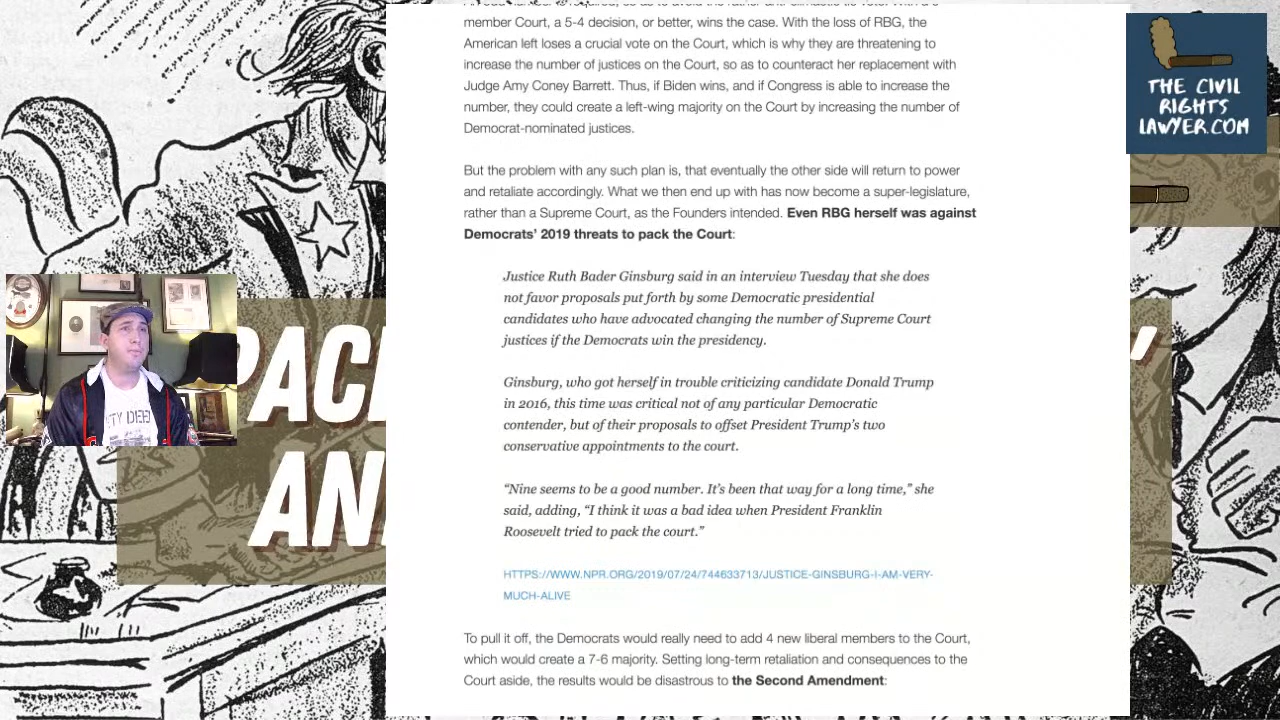 member Court, a 5-4 decision, or better, wins the case. With the loss of RBG, the
American left loses a crucial vote on the Court, which is why they are threatening to
increase the number of justices on the Court, so as to counteract her replacement with
Judge Amy Coney Barrett. Thus, if Biden wins, and if Congress is able to increase the
number, they could create a left-wing majority on the Court by increasing the number of
Democrat-nominated justices.
But the problem with any such plan is, that eventually the other side will return to power
and retaliate accordingly. What we then end up with has now become a super-legislature,
rather than a Supreme Court, as the Founders intended. Even RBG herself was against
Democrats’ 2019 threats to pack the Court:
Justice Ruth Bader Ginsburg said in an interview Tuesday that she does
not favor proposals put forth by some Democratic presidential
candidates who have advocated changing the number of Supreme Court
justices if the Democrats win the presidency.
Ginsburg, who got herself in trouble criticizing candidate Donald Trump
in 2016, this time was critical not of any particular Democratic
contender, but of their proposals to offset President Trump’s two
conservative appointments to the court.
“Nine seems to be a good number. It’s been that way for a long time,” she
said, adding, “I think it was a bad idea when President Franklin
Roosevelt tried to pack the court.”
HTTPS://WWW.NPR.ORG/2019/07/24/744633713/JUSTICE-GINSBURG-I-AM-VERY-
MUCH-ALIVE
To pull it off, the Democrats would really need to add 4 new liberal members to the Court,
which would create a 7-6 majority. Setting long-term retaliation and consequences to the
Court aside, the results would be disastrous to the Second Amendment:
THE CIVIL
RIGHTS
LAWYER.COM
PAC
AN